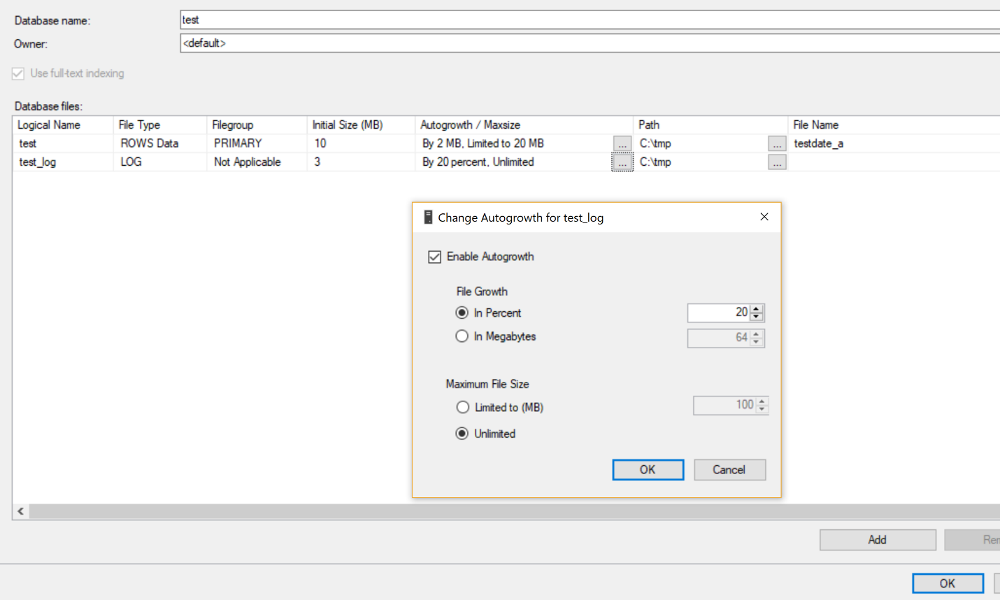 Database name: test
Owner: <default>
Use full-text indexing
Database files:
Logical Name File Type Filegroup Initial Size (MB) Autogrowth / Maxsize Path File Name
test ROWS Data PRIMARY 10 By 2 MB, Limited to 20 MB ... C:\tmp ... testdate_a
test_log LOG Not Applicable 3 By 20 percent, Unlimited ... C:\tmp ...
Change Autogrowth for test_log
Enable Autogrowth
File Growth
In Percent 20
In Megabytes 64
Maximum File Size
Limited to (MB) 100
Unlimited
OK Cancel
Add
OK